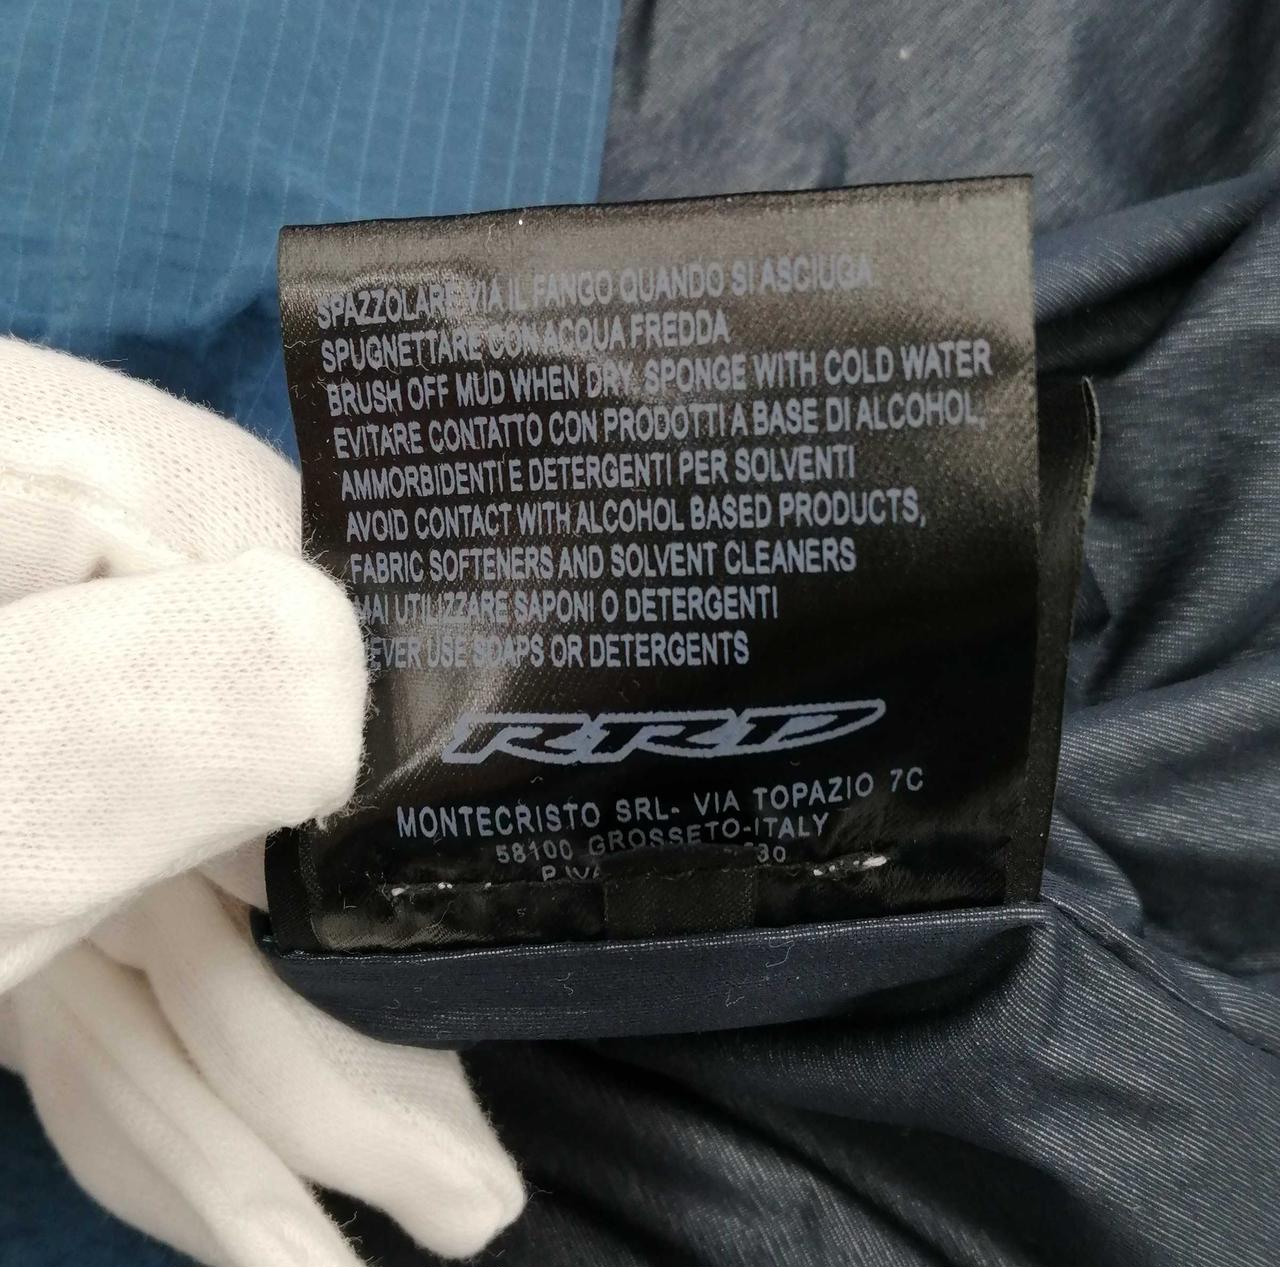 SPAZZOLARE VIA IL FANGO QUANDO SI ASCIUGA
SPUGNETTARE CON ACQUA FREDDA
BRUSH OFF MUD WHEN DRY, SPONGE WITH COLD WATER
EVITARE CONTATTO CON PRODOTTI A BASE DI ALCOHOL,
AMMORBIDENTI E DETERGENTI PER SOLVENTI
AVOID CONTACT WITH ALCOHOL BASED PRODUCTS,
FABRIC SOFTENERS AND SOLVENT CLEANERS
MAI UTILIZZARE SAPONI O DETERGENTI
EVER USE SOAPS OR DETERGENTS
RRD
MONTECRISTO SRL- VIA TOPAZIO 7C
58100 GROSSETO-ITALY